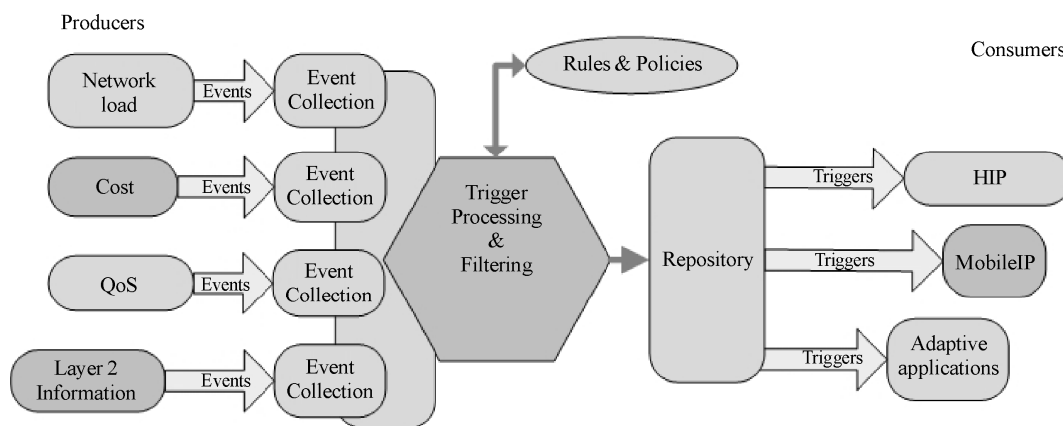 Producers
Consumers
Network
load
Events
Event
Collection
Rules & Policies
Cost
Events
Event
Collection
QoS
Events
Event
Collection
Layer 2
Information
Events
Event
Collection
Trigger
Processing
&
Filtering
Repository
Triggers
HIP
Triggers
MobileIP
Triggers
Adaptive
applications